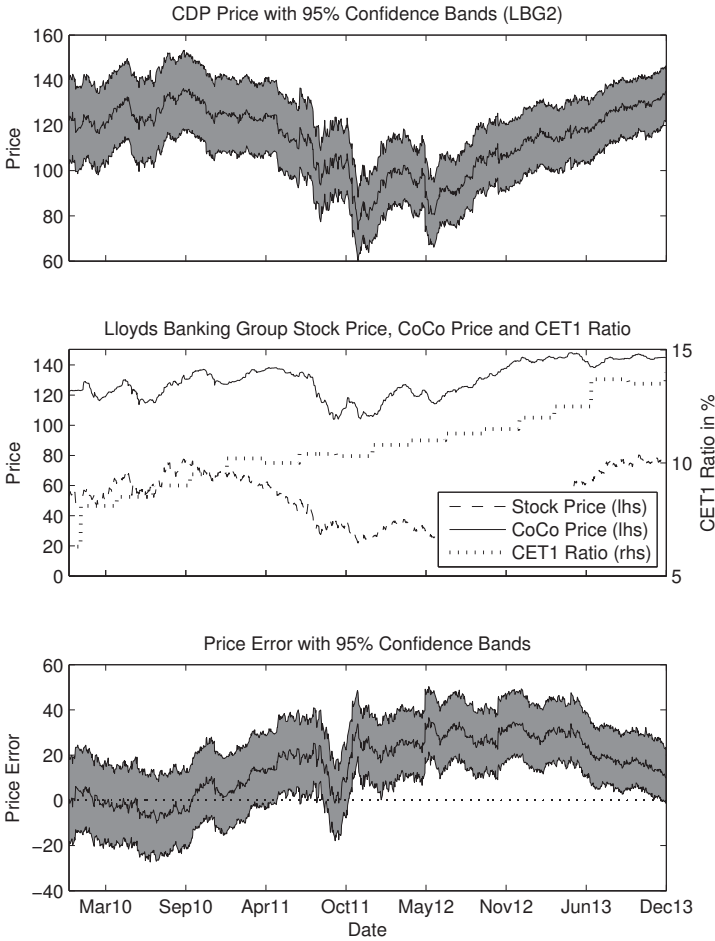 CDP Price with 95% Confidence Bands (LBG2)
160
140
120
100
80
60
Price
Lloyds Banking Group Stock Price, CoCo Price and CET1 Ratio
140
120
100
80
60
40
20
0
Price
15
10
5
CET1 Ratio in %
Stock Price (lhs)
CoCo Price (lhs)
CET1 Ratio (rhs)
Price Error with 95% Confidence Bands
60
40
20
0
−20
−40
Price Error
Mar10 Sep10 Apr11 Oct11 May12 Nov12 Jun13 Dec13
Date